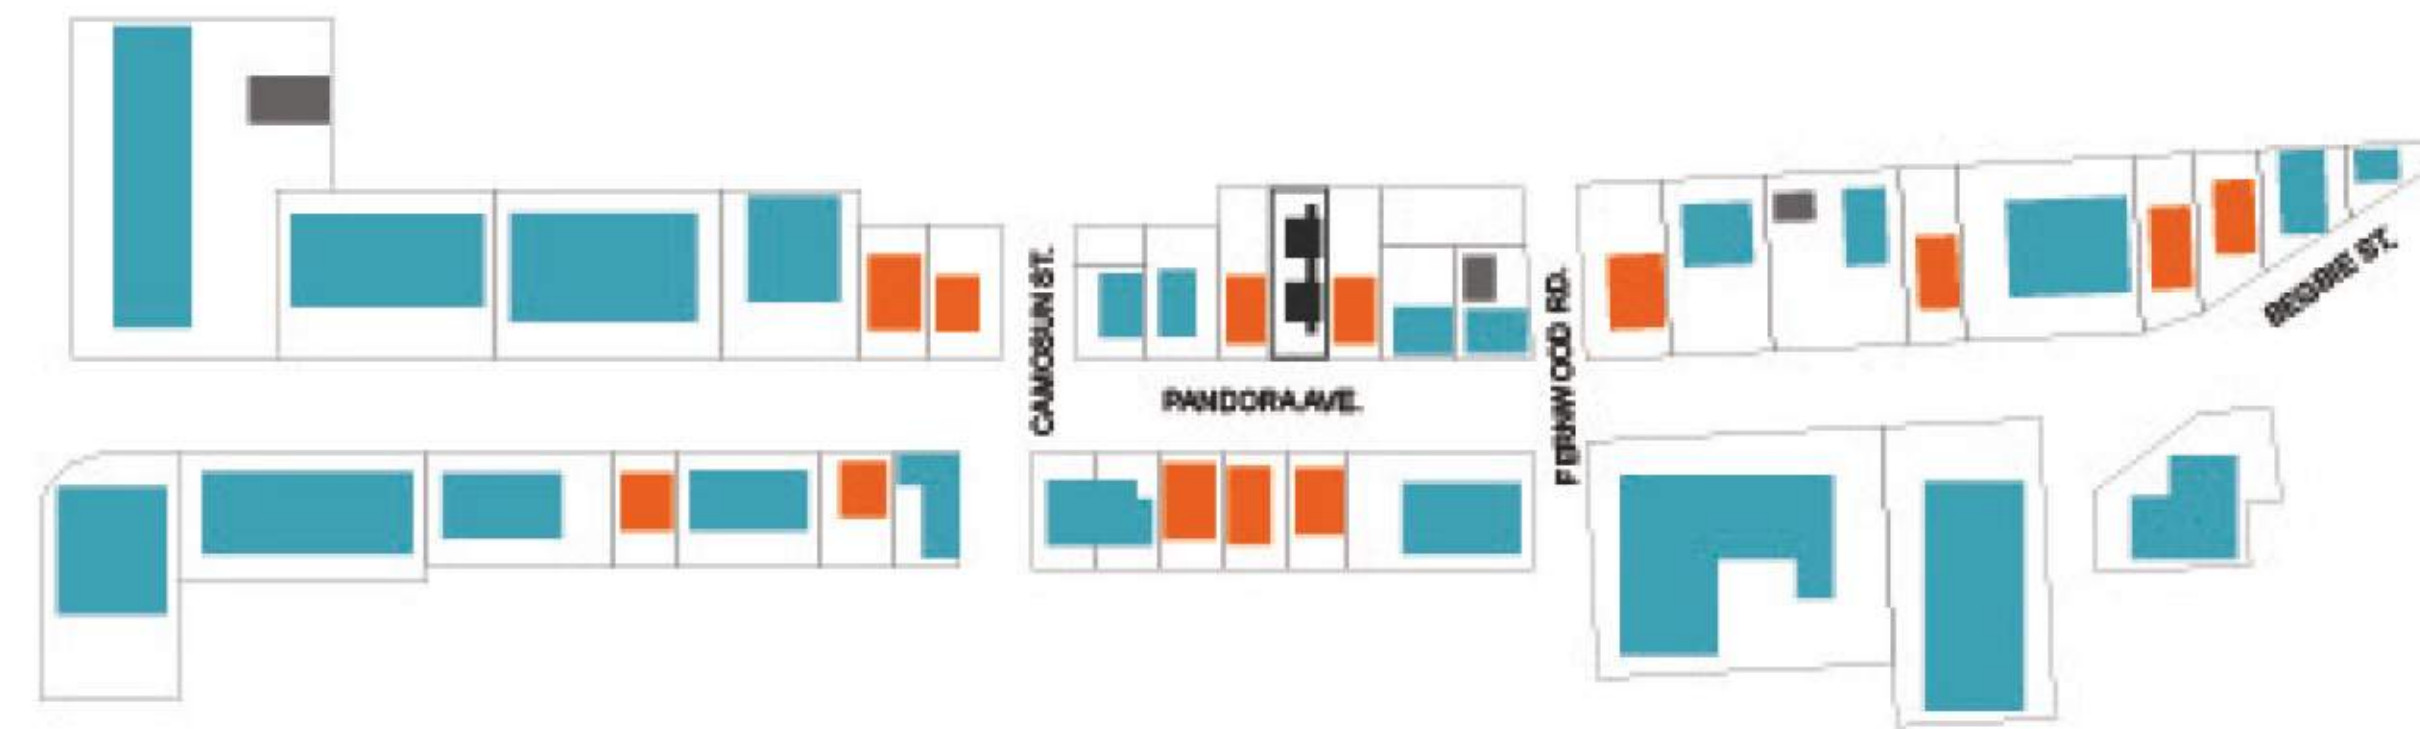 CAMOSUN ST.
PANDORA AVE.
FERNWOOD RD.
BEGBIE ST.